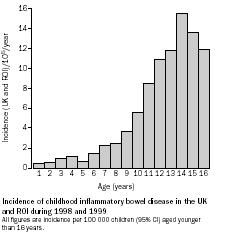 16
14
12
10
8
6
4
2
0
Incidence (UK and ROI)/10⁵/year
1 2 3 4 5 6 7 8 9 10 11 12 13 14 15 16
Age (years)
Incidence of childhood inflammatory bowel disease in the UK
and ROI during 1998 and 1999
All figures are incidence per 100 000 children (95% CI) aged younger
than 16 years.